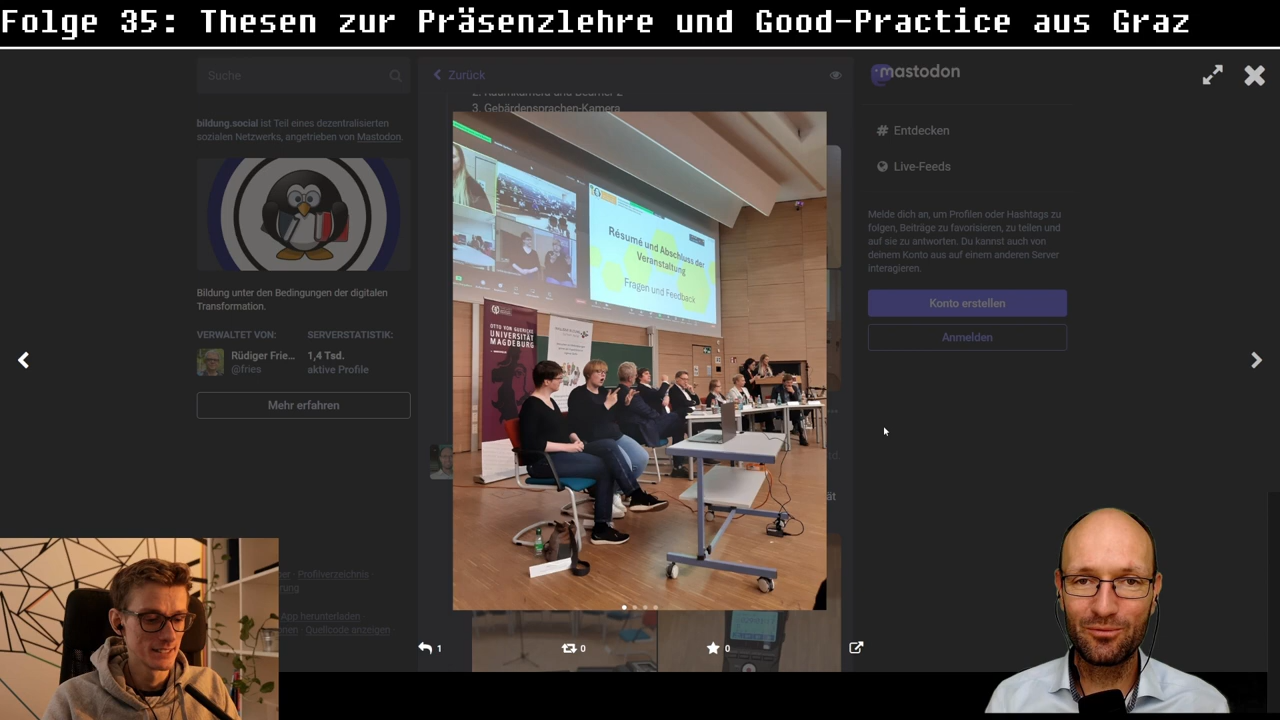 Folge 35: Thesen zur Präsenzlehre und Good-Practice aus Graz
Suche
Zurück
mastodon
3. Gebärdensprachen-Kamera
bildung.social ist Teil eines dezentralisierten
sozialen Netzwerks, angetrieben von Mastodon.
Bildung unter den Bedingungen der digitalen
Transformation.
VERWALTET VON:
SERVERSTATISTIK:
Rüdiger Frie...
@fries
1,4 Tsd.
aktive Profile
Mehr erfahren
Profilverzeichnis
App herunterladen
Quellcode anzeigen
Résumé und Abschluss der
Veranstaltung
Fragen und Feedback
OTTO VON GUERICKE
UNIVERSITÄT
MAGDEBURG
Entdecken
Live-Feeds
Melde dich an, um Profilen oder Hashtags zu
folgen, Beiträge zu favorisieren, zu teilen und
auf sie zu antworten. Du kannst auch von
deinem Konto aus auf einem anderen Server
interagieren.
Konto erstellen
Anmelden
1
0
0